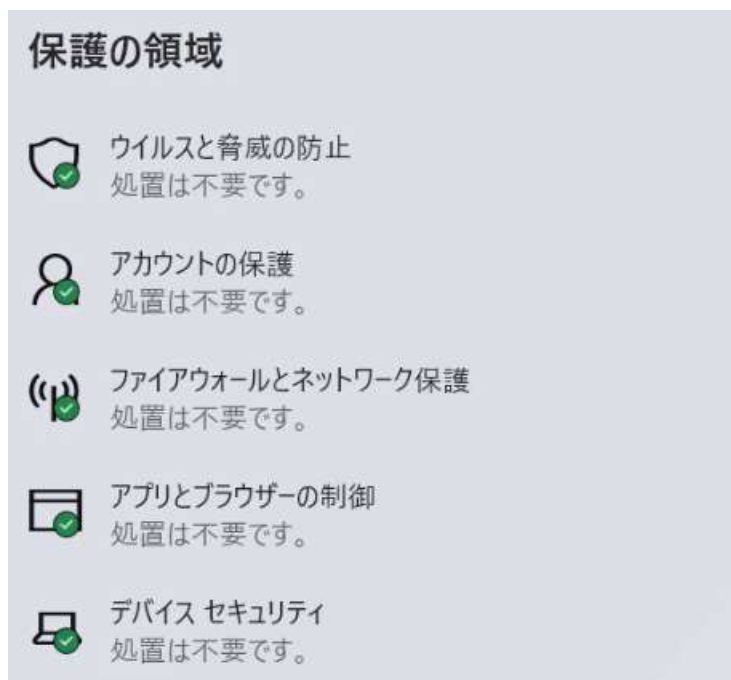 保護の領域
ウイルスと脅威の防止
処置は不要です。
アカウントの保護
処置は不要です。
ファイアウォールとネットワーク保護
処置は不要です。
アプリとブラウザーの制御
処置は不要です。
デバイス セキュリティ
処置は不要です。